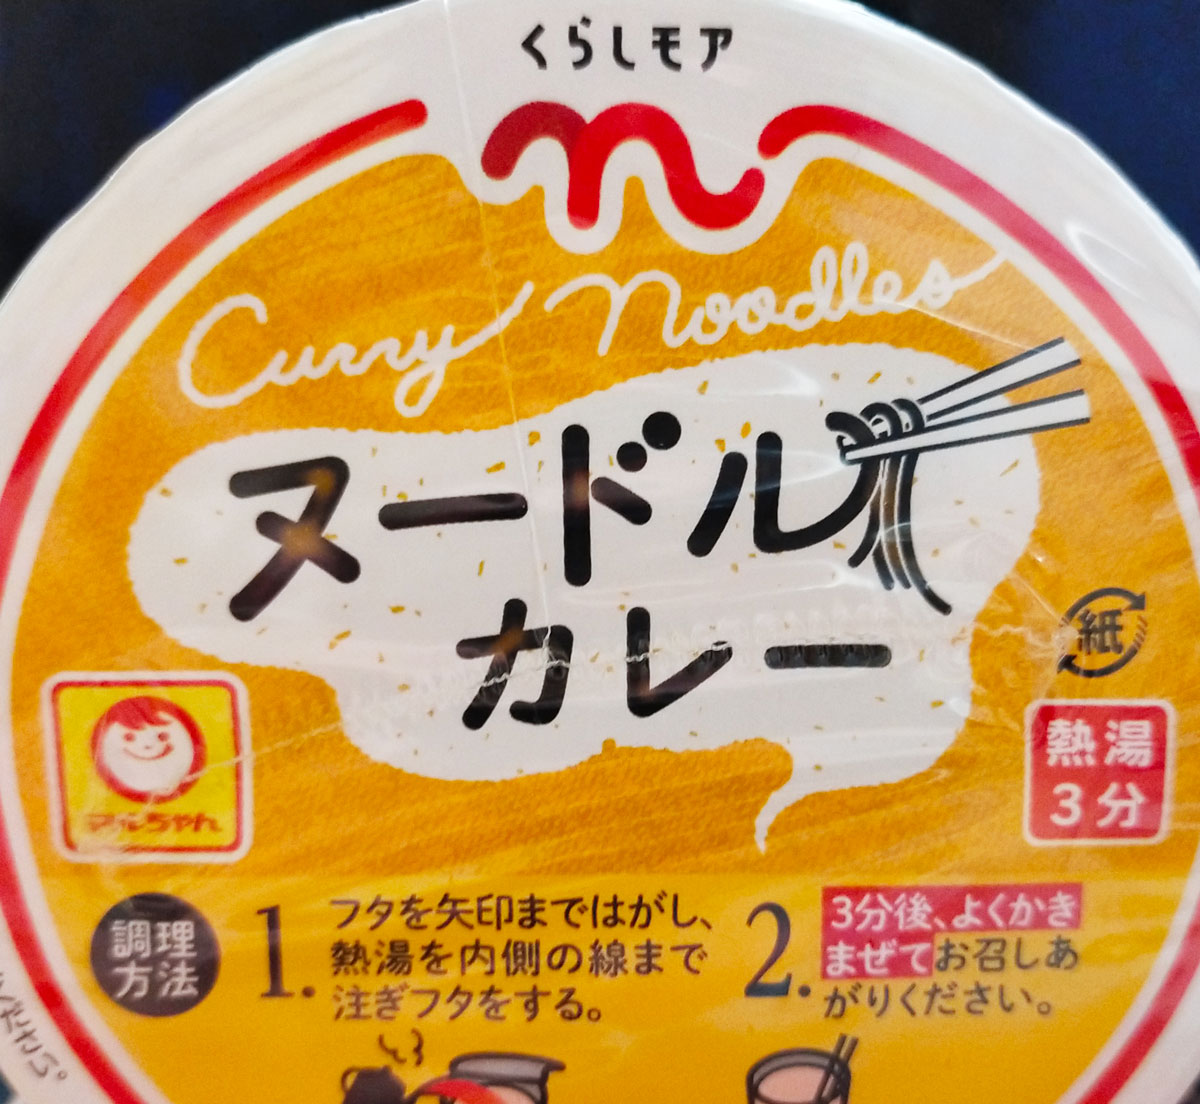 くらしモア
Curry Noodles
ヌードル
カレー
紙
マルちゃん
熱湯
3分
調理
方法
1.
フタを矢印まではがし、
熱湯を内側の線まで
注ぎフタをする。
2.
3分後、よくかき
まぜてお召しあ
がりください。
ください。